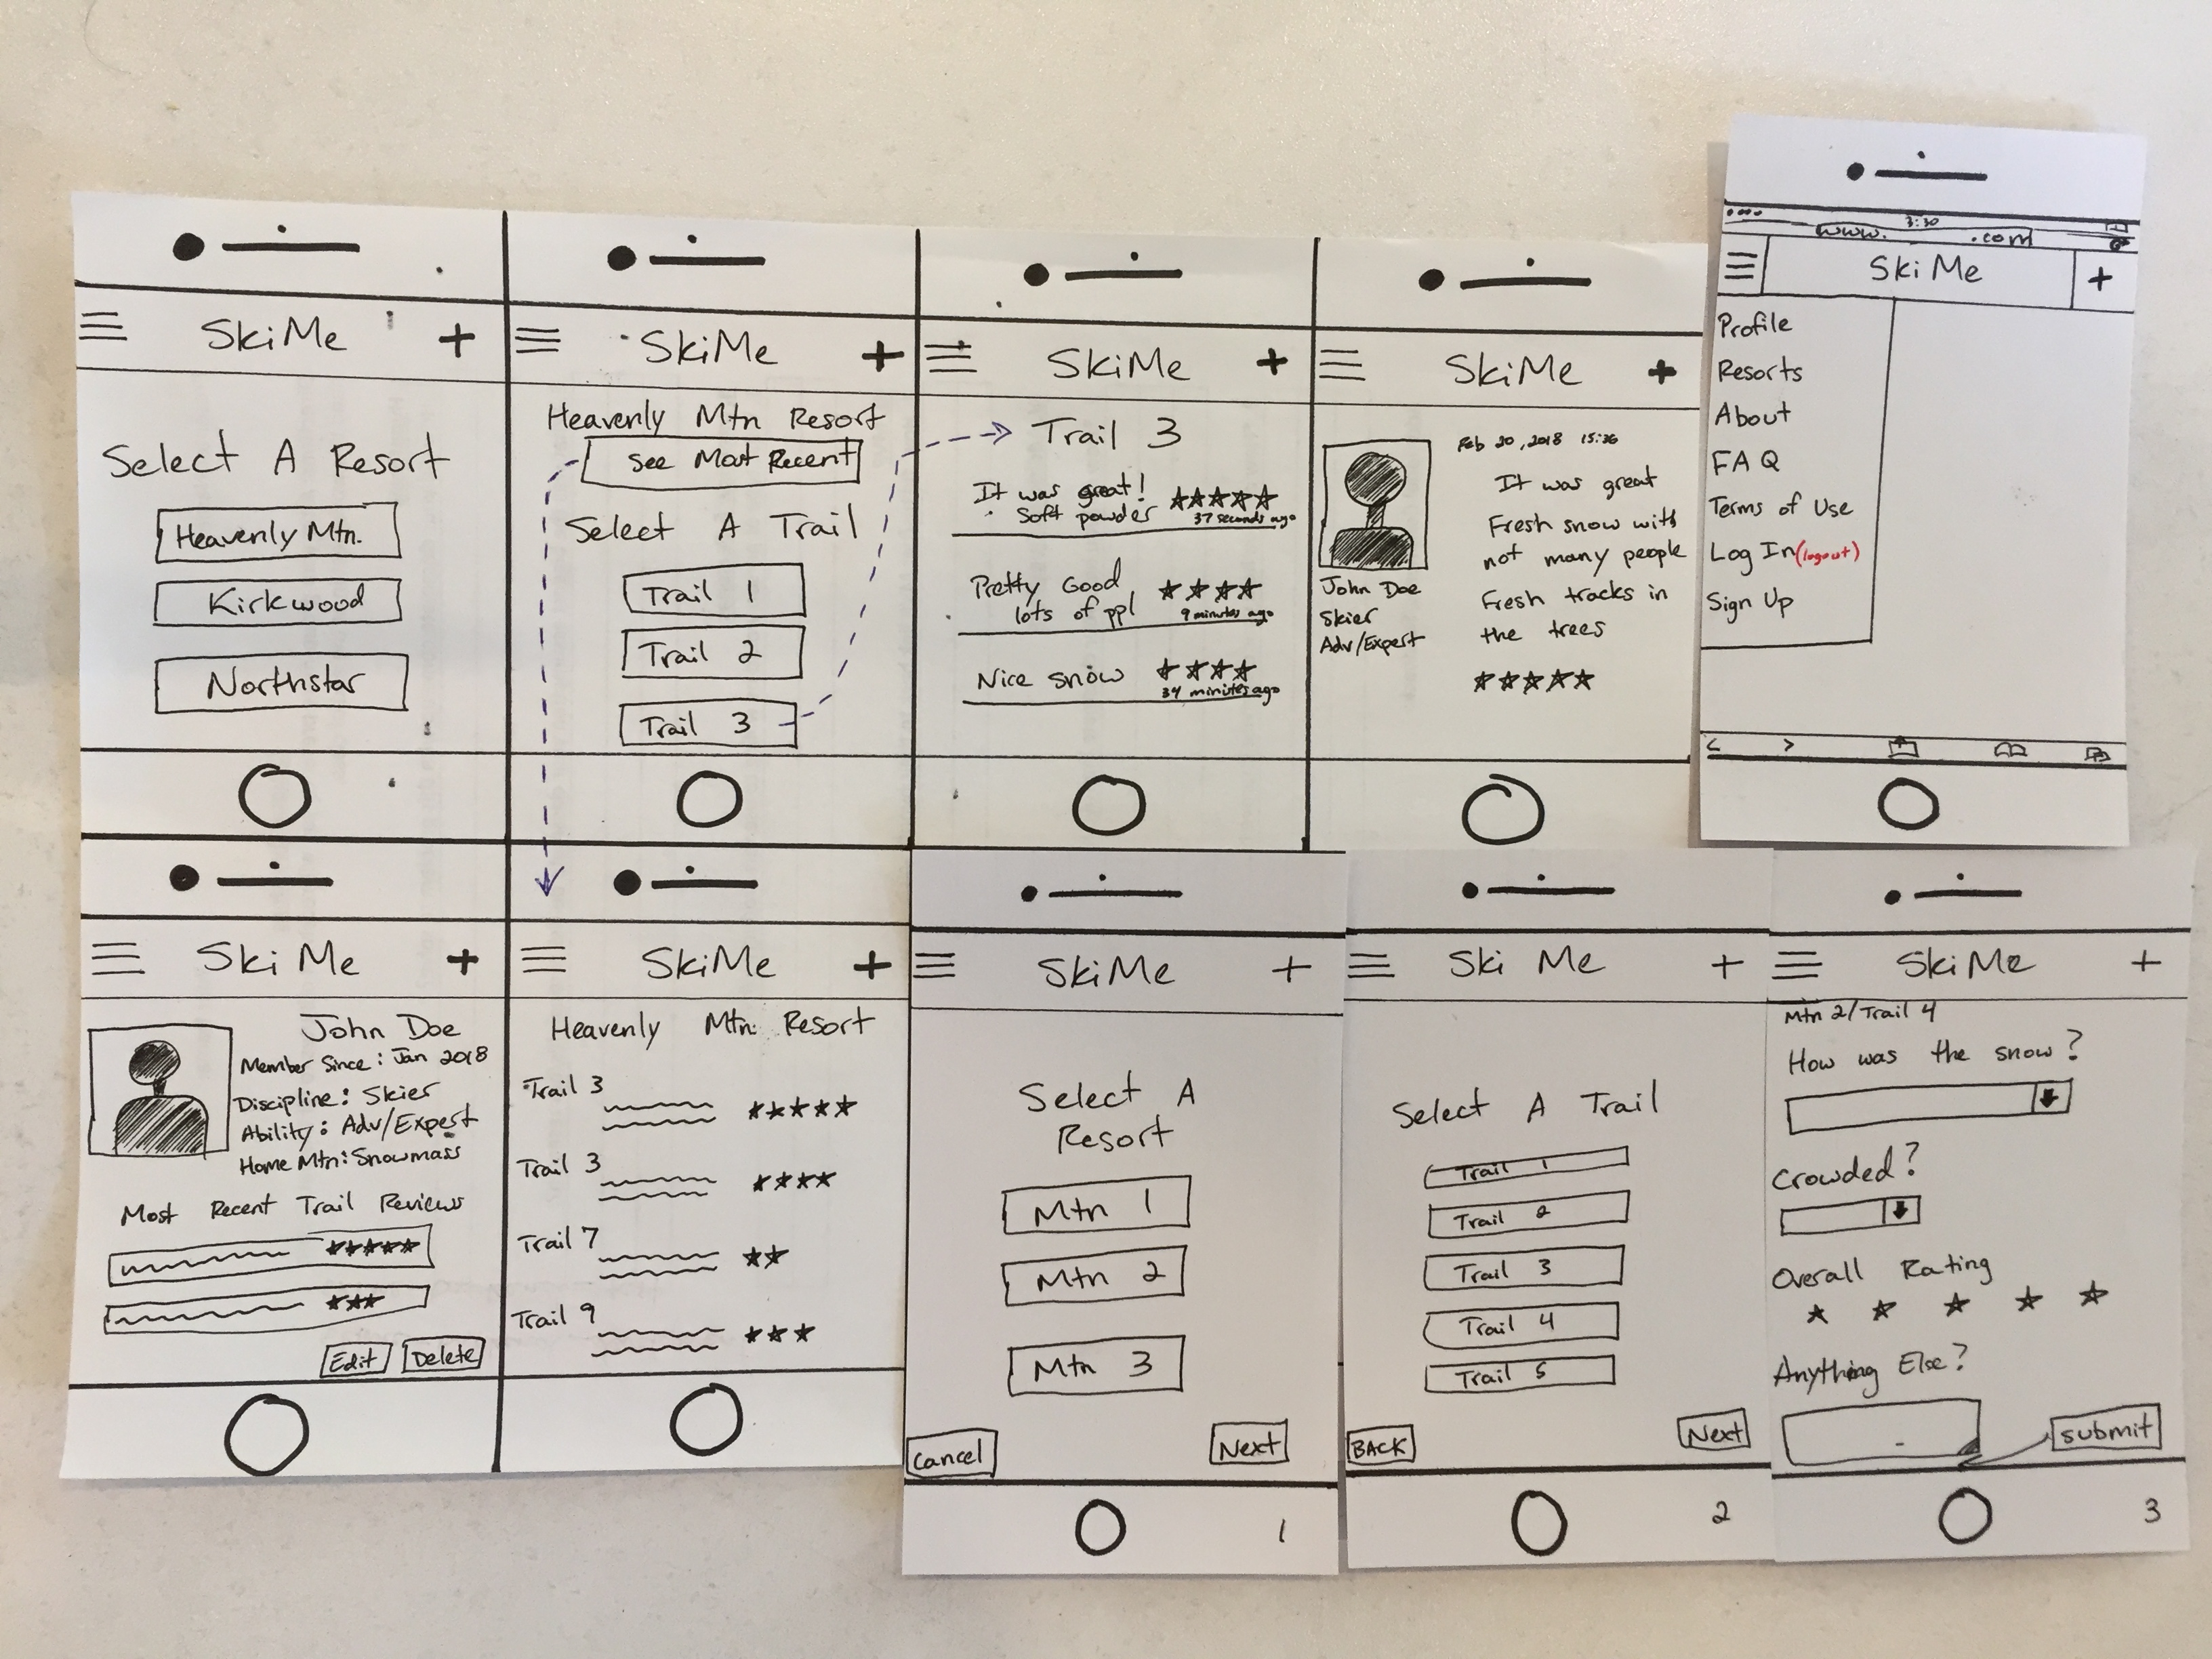 SkiMe
+
Select A Resort
Heavenly Mtn.
Kirkwood
Northstar
SkiMe
+
Heavenly Mtn Resort
See Most Recent
Select A Trail
Trail 1
Trail 2
Trail 3
SkiMe
+
Trail 3
It was great!
Soft powder
37 seconds ago
Pretty Good
lots of ppl
9 minutes ago
Nice snow
34 minutes ago
SkiMe
+
Feb 20, 2018 15:36
It was great
Fresh snow with
not many people
Fresh tracks in
the trees
John Doe
Skier
Adv/Expert
3:30
www. .com
Ski Me
+
Profile
Resorts
About
FAQ
Terms of Use
Log In (logout)
Sign Up
< >
Ski Me
+
John Doe
Member Since: Jan 2018
Discipline: Skier
Ability: Adv/Expert
Home Mtn: Snowmass
Most Recent Trail Reviews
Edit Delete
SkiMe
+
Heavenly Mtn. Resort
Trail 3
Trail 3
Trail 7
Trail 9
SkiMe
+
Select A
Resort
Mtn 1
Mtn 2
Mtn 3
Cancel Next
1
Ski Me
+
Select A Trail
Trail 1
Trail 2
Trail 3
Trail 4
Trail 5
BACK Next
2
SkiMe
+
Mtn 2/Trail 4
How was the snow?
Crowded?
Overall Rating
Anything Else?
submit
3